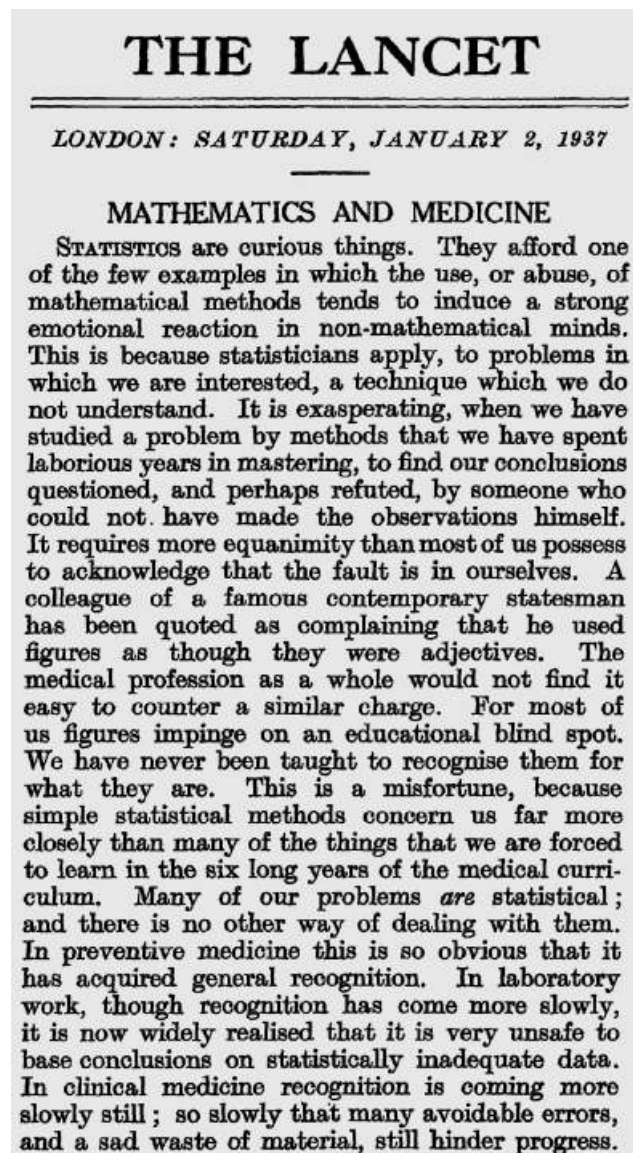 THE LANCET
LONDON: SATURDAY, JANUARY 2, 1937
MATHEMATICS AND MEDICINE
STATISTICS are curious things. They afford one
of the few examples in which the use, or abuse, of
mathematical methods tends to induce a strong
emotional reaction in non-mathematical minds.
This is because statisticians apply, to problems in
which we are interested, a technique which we do
not understand. It is exasperating, when we have
studied a problem by methods that we have spent
laborious years in mastering, to find our conclusions
questioned, and perhaps refuted, by someone who
could not have made the observations himself.
It requires more equanimity than most of us possess
to acknowledge that the fault is in ourselves. A
colleague of a famous contemporary statesman
has been quoted as complaining that he used
figures as though they were adjectives. The
medical profession as a whole would not find it
easy to counter a similar charge. For most of
us figures impinge on an educational blind spot.
We have never been taught to recognise them for
what they are. This is a misfortune, because
simple statistical methods concern us far more
closely than many of the things that we are forced
to learn in the six long years of the medical curri-
culum. Many of our problems are statistical;
and there is no other way of dealing with them.
In preventive medicine this is so obvious that it
has acquired general recognition. In laboratory
work, though recognition has come more slowly,
it is now widely realised that it is very unsafe to
base conclusions on statistically inadequate data.
In clinical medicine recognition is coming more
slowly still; so slowly that many avoidable errors,
and a sad waste of material, still hinder progress.